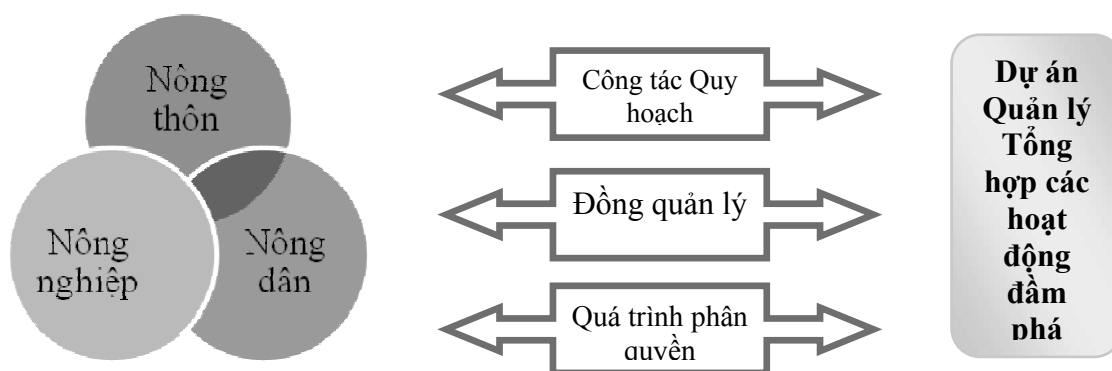 Nông
thôn
Nông
nghiệp
Nông
dân
Công tác Quy
hoạch
Đồng quản lý
Quá trình phân
quyền
Dự án
Quản lý
Tổng
hợp các
hoạt
động
đầm
phá